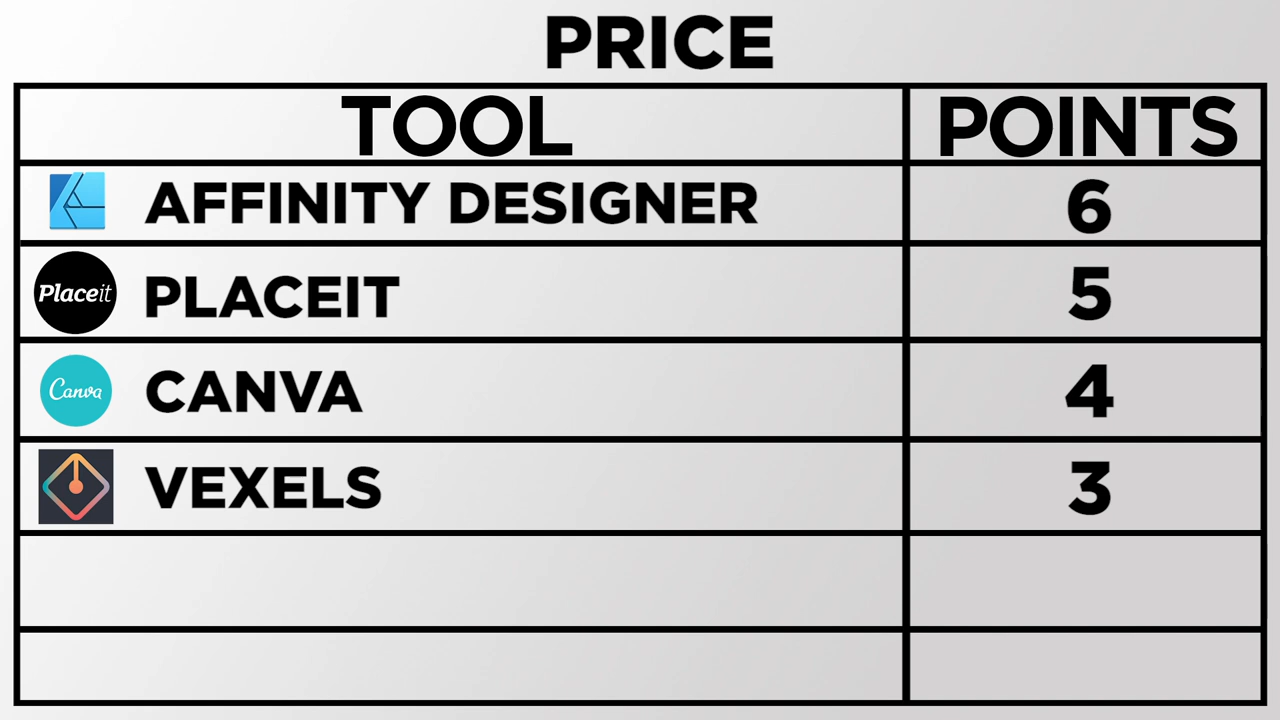 PRICE
TOOL POINTS
AFFINITY DESIGNER 6
Placeit PLACEIT 5
Canva CANVA 4
VEXELS 3